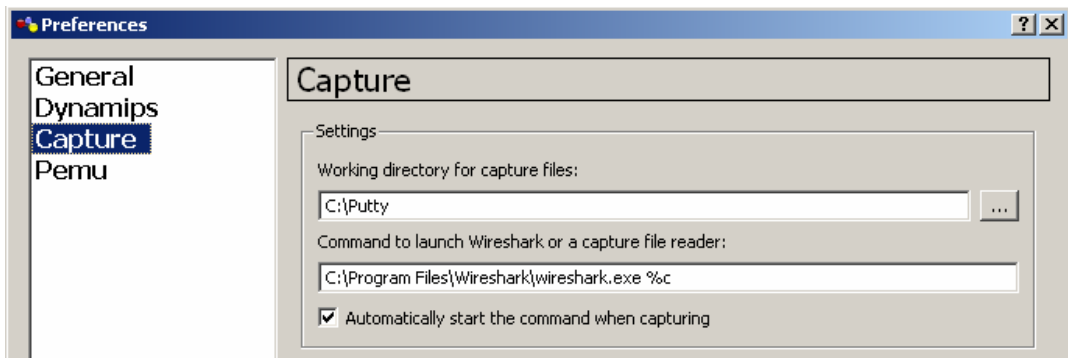 Preferences
General
Dynamips
Capture
Pemu
Capture
Settings
Working directory for capture files:
C:\Putty
...
Command to launch Wireshark or a capture file reader:
C:\Program Files\Wireshark\wireshark.exe %c
Automatically start the command when capturing